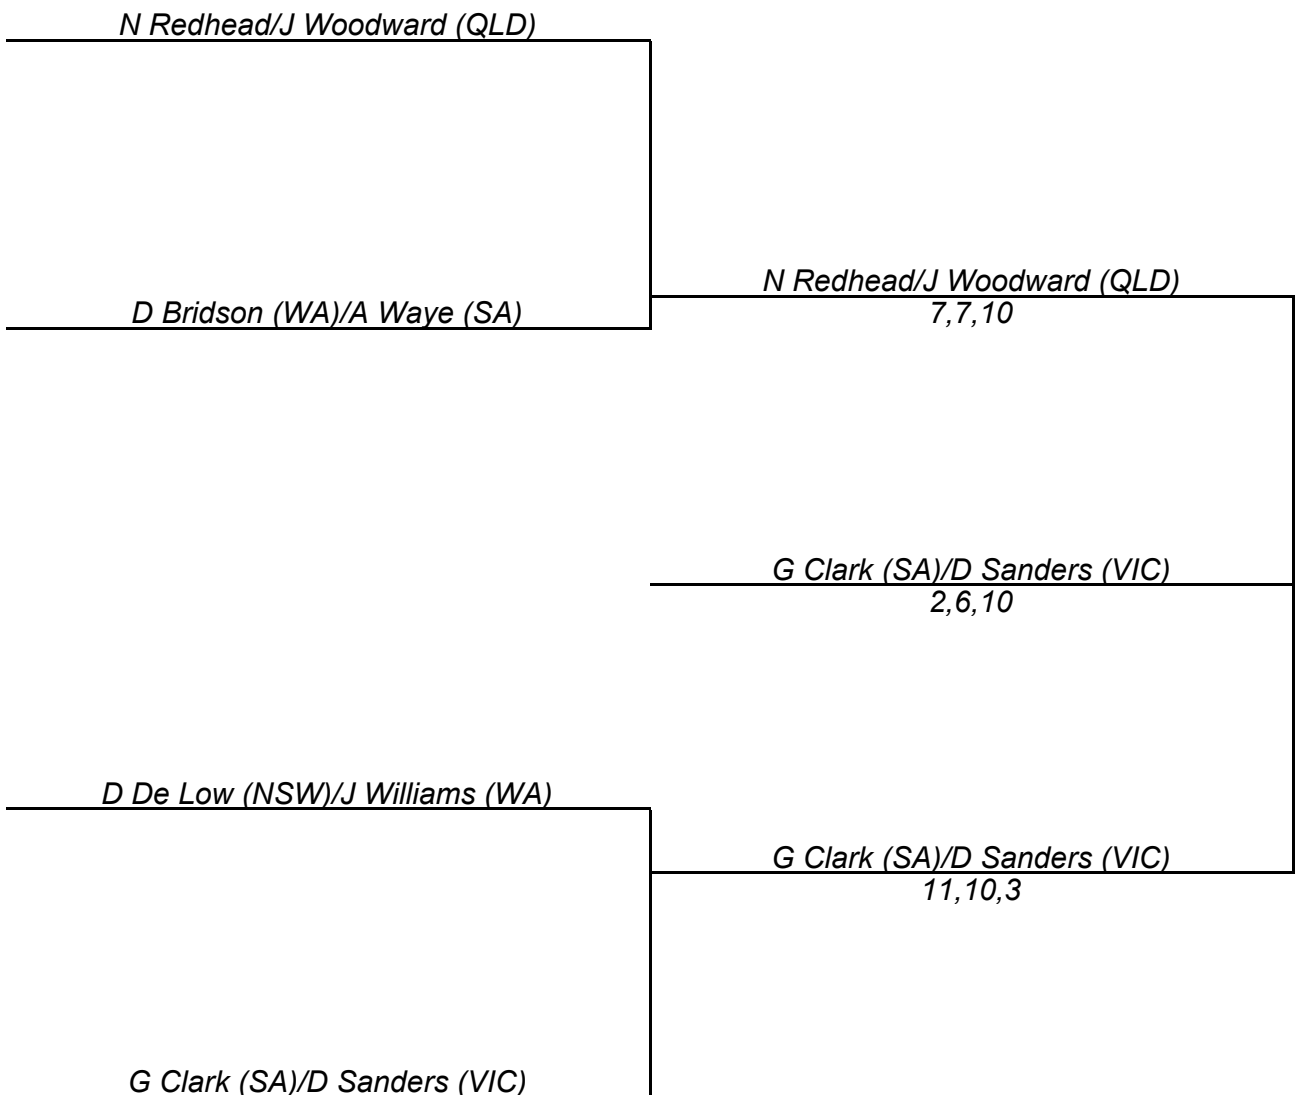 N Redhead/J Woodward (QLD)
N Redhead/J Woodward (QLD)
D Bridson (WA)/A Waye (SA)
7,7,10
G Clark (SA)/D Sanders (VIC)
2,6,10
D De Low (NSW)/J Williams (WA)
G Clark (SA)/D Sanders (VIC)
11,10,3
G Clark (SA)/D Sanders (VIC)